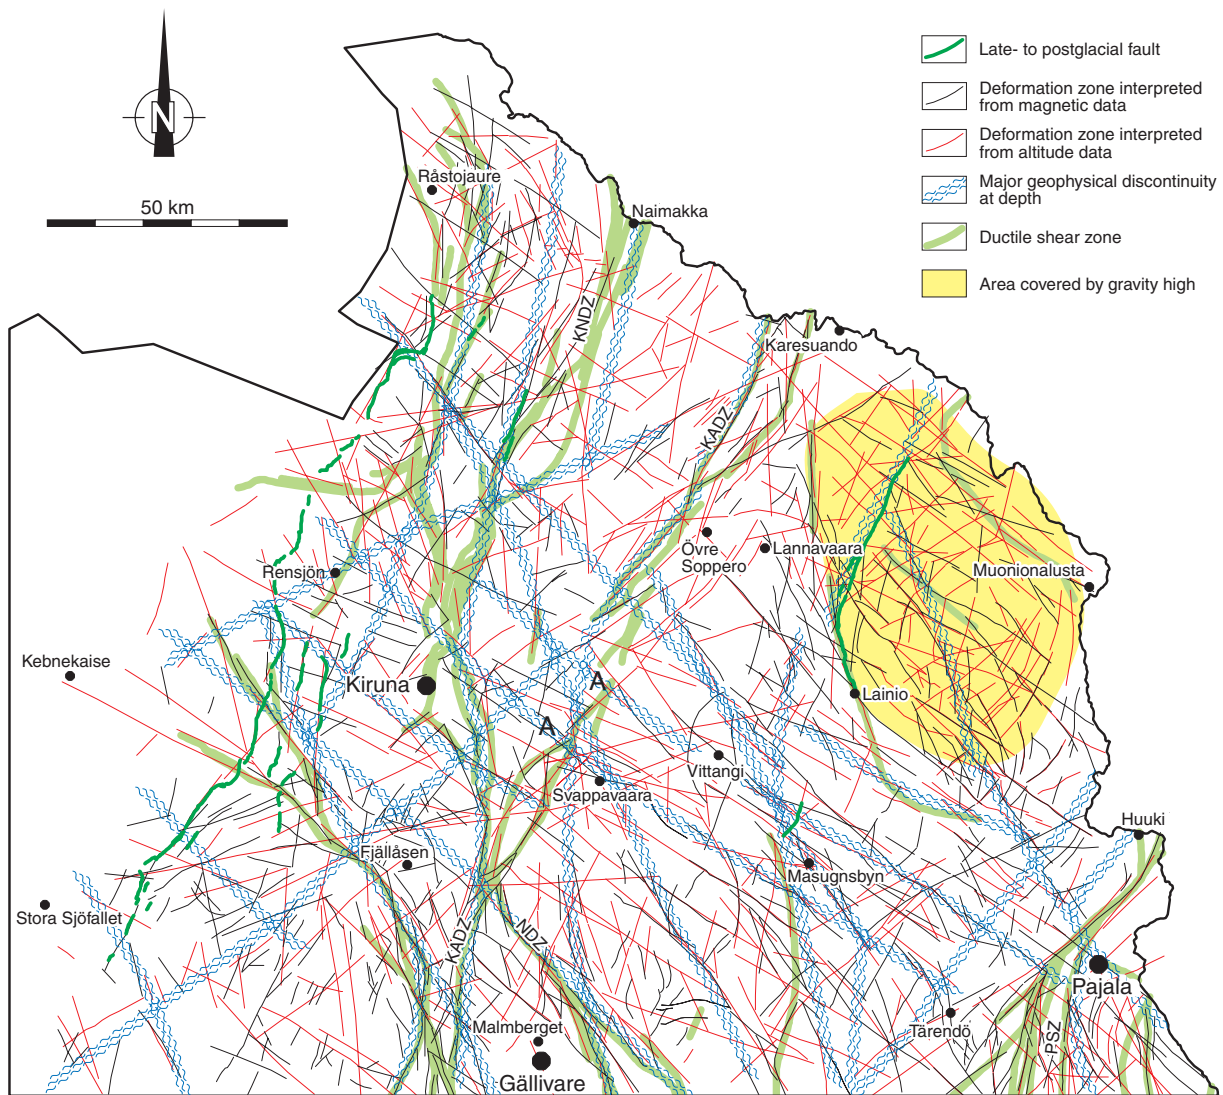 N
50 km
Late- to postglacial fault
Deformation zone interpreted
from magnetic data
Deformation zone interpreted
from altitude data
Major geophysical discontinuity
at depth
Ductile shear zone
Area covered by gravity high
Råstojaure
Naimakka
KNDZ
Karesuando
KADZ
Övre
Soppero
Lannavaara
Muonionalusta
Rensjön
Kebnekaise
Kiruna
A
Lainio
A
Vittangi
Svappavaara
Huuki
Fjällåsen
Masugnsbyn
Stora Sjöfallet
KADZ
NDZ
Pajala
Malmberget
Tärendö
PSZ
Gällivare